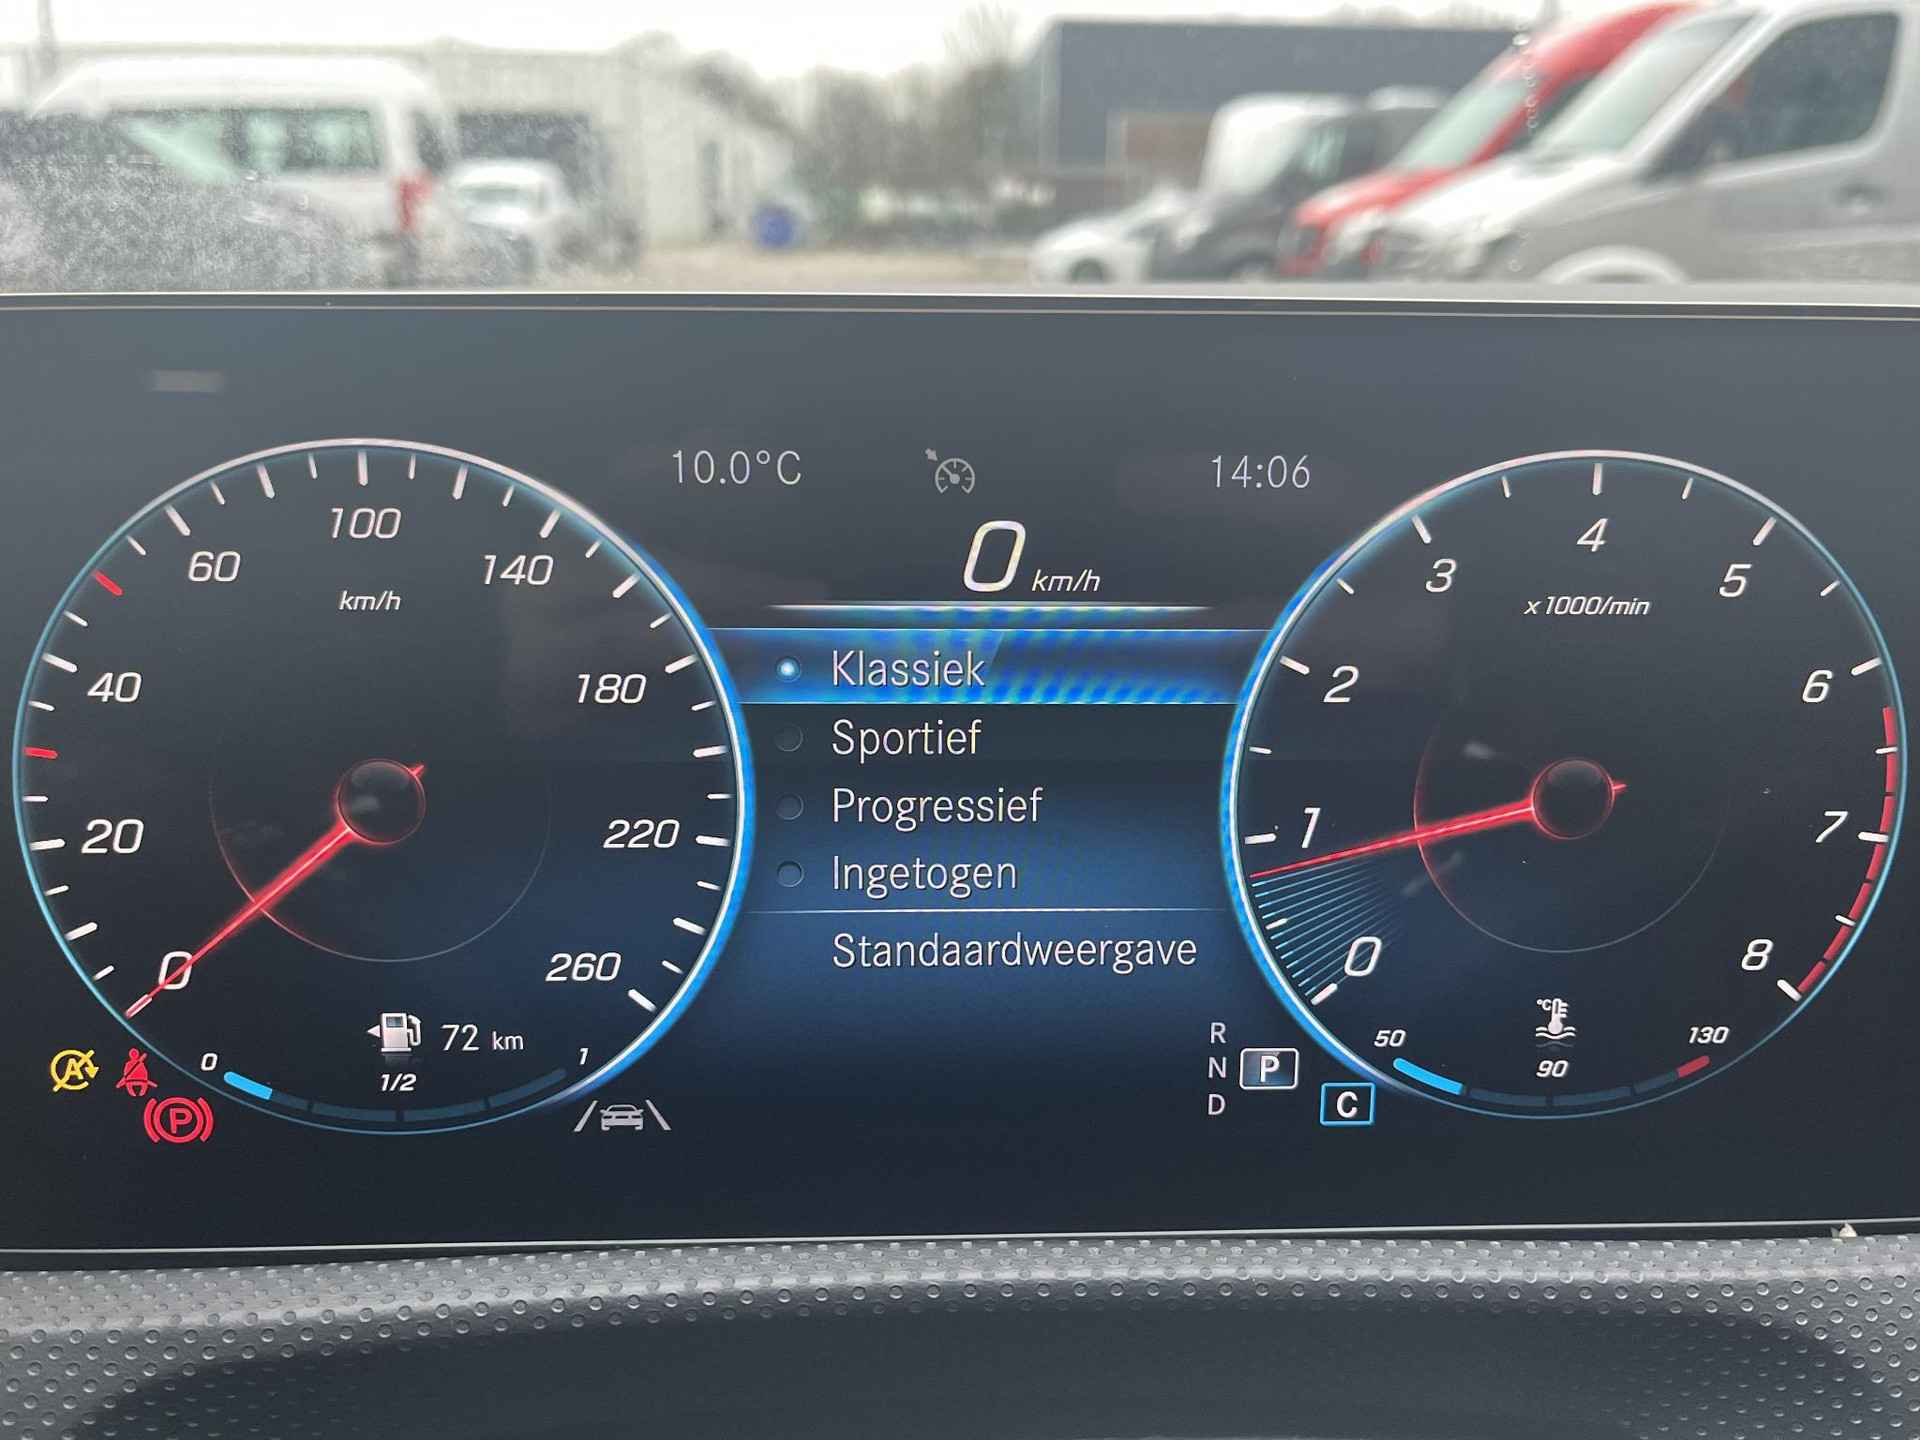 10.0°C 14:06
0 km/h
0 20 40 60 100 140 180 220 260
km/h
Klassiek
Sportief
Progressief
Ingetogen
Standaardweergave
0 1 2 3 4 5 6 7 8
x1000/min
72 km
0 1/2 1
A
P
R
N P
D
C
°C
50 90 130